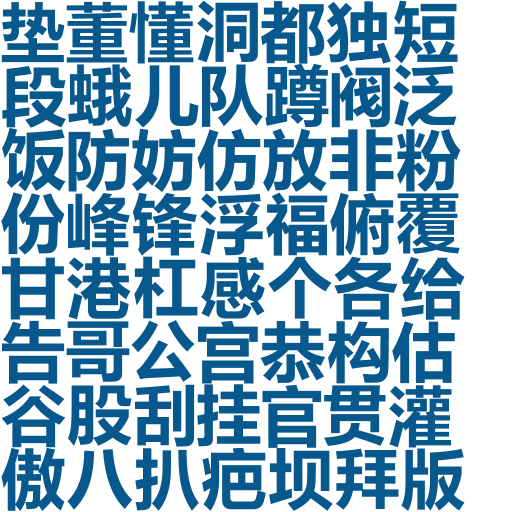 垫董懂洞都独短
段蛾儿队蹲阀泛
饭防妨仿放非粉
份峰锋浮福俯覆
甘港杠感个各给
告哥公宫恭构估
谷股刮挂官贯灌
傲八扒疤坝拜版